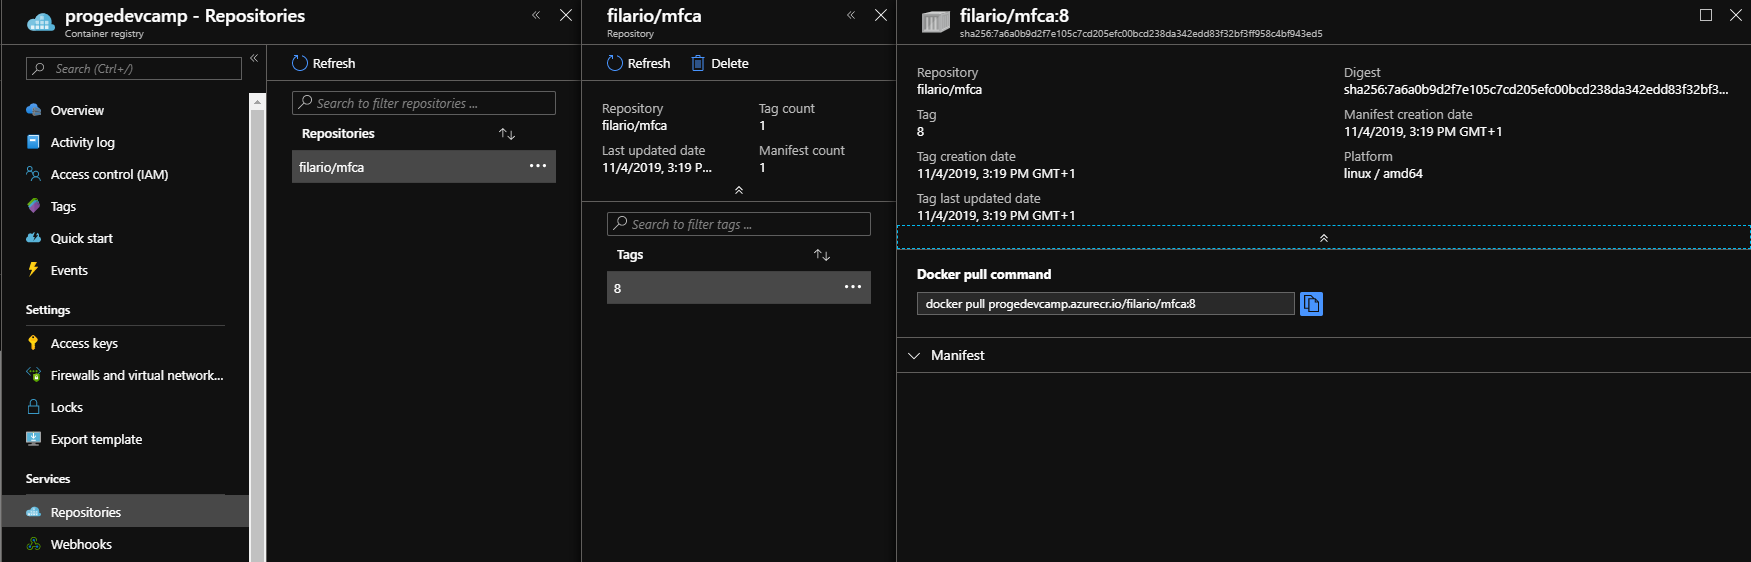 progedevcamp - Repositories
Container registry
Search (Ctrl+/)
Overview
Activity log
Access control (IAM)
Tags
Quick start
Events
Settings
Access keys
Firewalls and virtual network...
Locks
Export template
Services
Repositories
Webhooks
Refresh
Search to filter repositories ...
Repositories
filario/mfca
filario/mfca
Repository
Refresh Delete
Repository
filario/mfca
Tag count
1
Last updated date
11/4/2019, 3:19 P...
Manifest count
1
Search to filter tags ...
Tags
8
filario/mfca:8
sha256:7a6a0b9d2f7e105c7cd205efc00bcd238da342edd83f32bf3ff958c4bf943ed5
Repository
filario/mfca
Tag
8
Tag creation date
11/4/2019, 3:19 PM GMT+1
Tag last updated date
11/4/2019, 3:19 PM GMT+1
Digest
sha256:7a6a0b9d2f7e105c7cd205efc00bcd238da342edd83f32bf3...
Manifest creation date
11/4/2019, 3:19 PM GMT+1
Platform
linux / amd64
Docker pull command
docker pull progedevcamp.azurecr.io/filario/mfca:8
Manifest